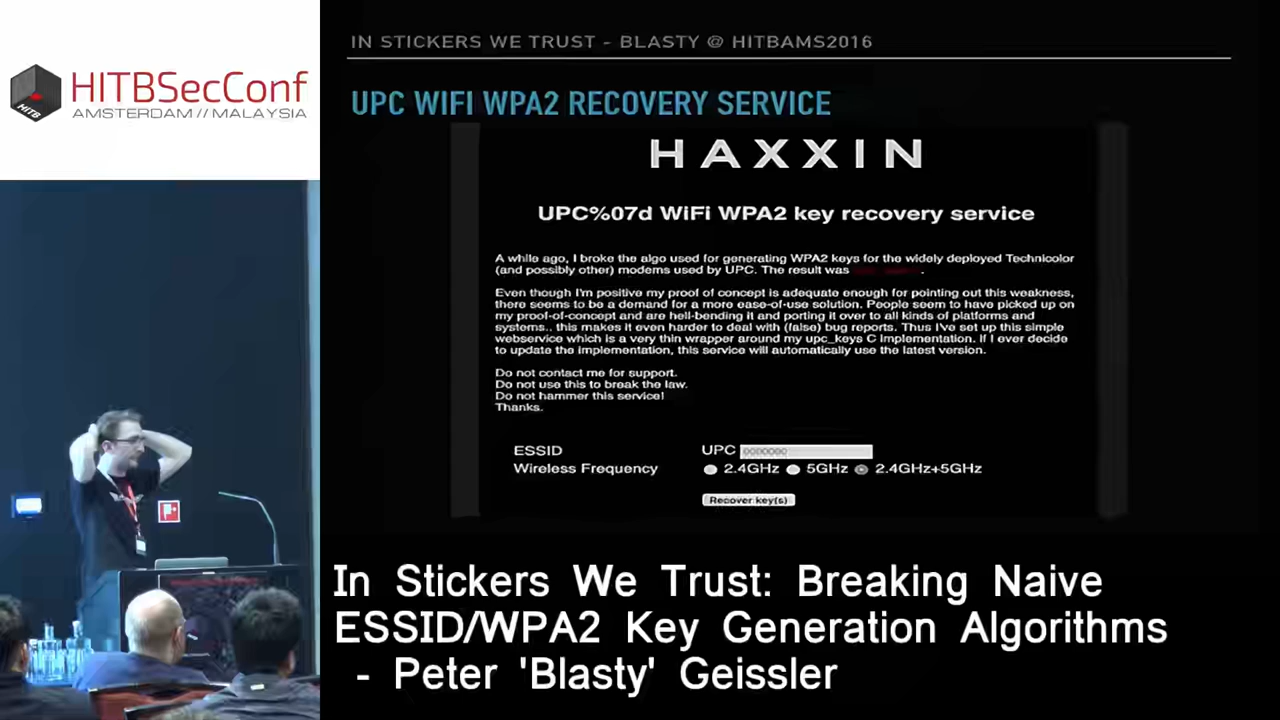 HITBSecConf
AMSTERDAM // MALAYSIA
HITB
IN STICKERS WE TRUST - BLASTY @ HITBAMS2016
UPC WIFI WPA2 RECOVERY SERVICE
HAXXIN
UPC%07d WiFi WPA2 key recovery service
A while ago, I broke the algo used for generating WPA2 keys for the widely deployed Technicolor
(and possibly other) modems used by UPC. The result was
Even though I'm positive my proof of concept is adequate enough for pointing out this weakness,
there seems to be a demand for a more ease-of-use solution. People seem to have picked up on
my proof-of-concept and are hell-bending it and porting it over to all kinds of platforms and
systems.. this makes it even harder to deal with (false) bug reports. Thus I've set up this simple
webservice which is a very thin wrapper around my upc_keys C implementation. If I ever decide
to update the implementation, this service will automatically use the latest version.
Do not contact me for support.
Do not use this to break the law.
Do not hammer this service!
Thanks.
ESSID UPC 0000000
Wireless Frequency 2.4GHz 5GHz 2.4GHz+5GHz
Recover key(s)
In Stickers We Trust: Breaking Naive
ESSID/WPA2 Key Generation Algorithms
- Peter 'Blasty' Geissler